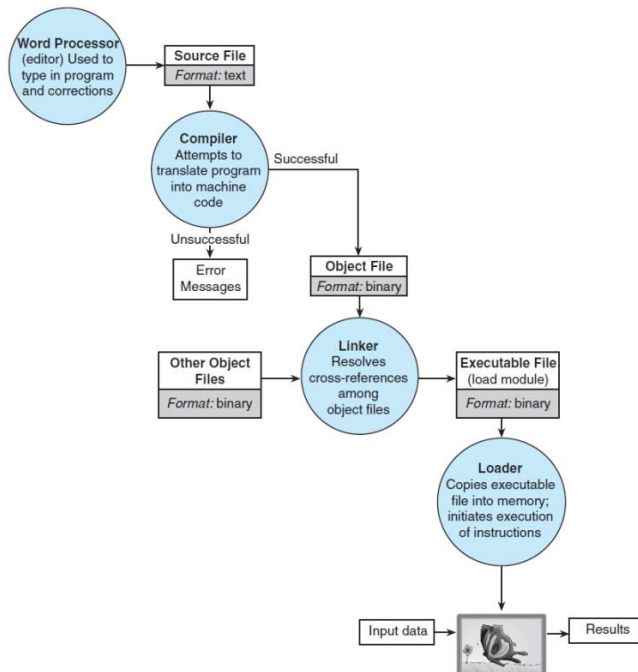 Word Processor
(editor) Used to
type in program
and corrections
Source File
Format: text
Compiler
Attempts to
translate program
into machine
code
Successful
Unsuccessful
Error
Messages
Object File
Format: binary
Other Object
Files
Format: binary
Linker
Resolves
cross-references
among
object files
Executable File
(load module)
Format: binary
Loader
Copies executable
file into memory;
initiates execution
of instructions
Input data
Results